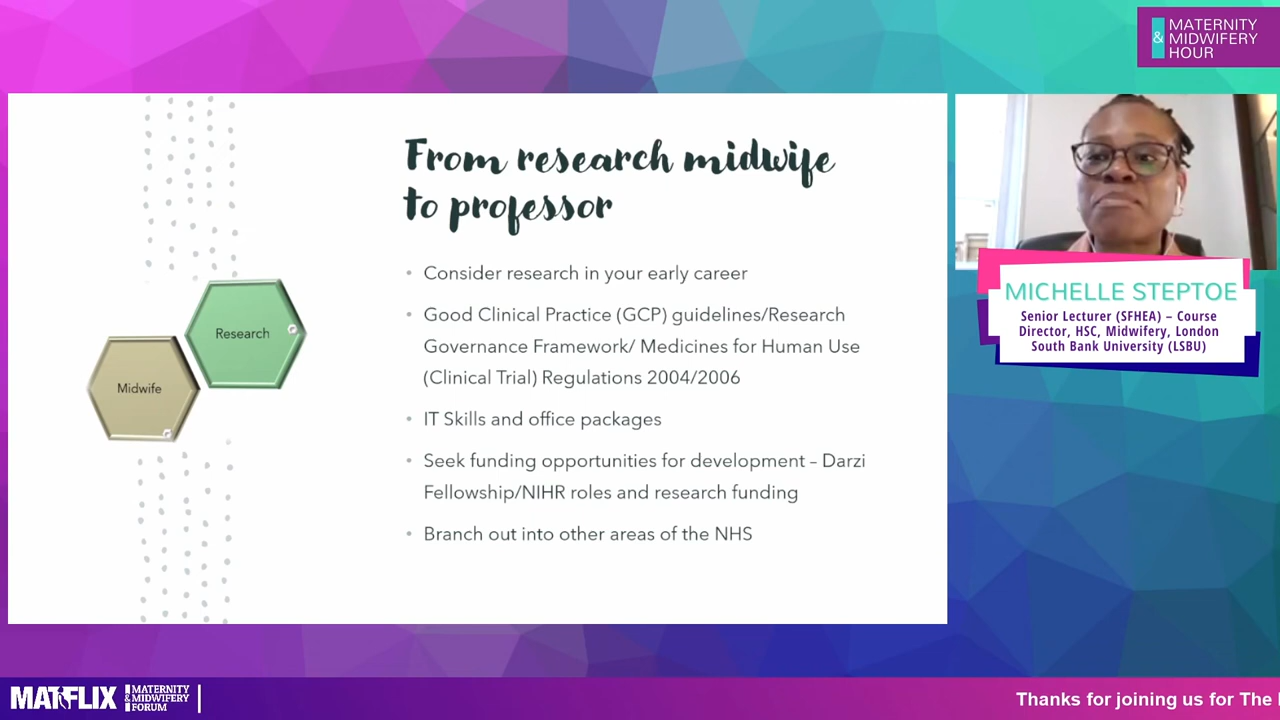 MATERNITY
& MIDWIFERY
HOUR
From research midwife
to professor
Research
Midwife
• Consider research in your early career
• Good Clinical Practice (GCP) guidelines/Research
Governance Framework/ Medicines for Human Use
(Clinical Trial) Regulations 2004/2006
• IT Skills and office packages
• Seek funding opportunities for development – Darzi
Fellowship/NIHR roles and research funding
• Branch out into other areas of the NHS
MICHELLE STEPTOE
Senior Lecturer (SFHEA) – Course
Director, HSC, Midwifery, London
South Bank University (LSBU)
MATFLIX
MATERNITY
& MIDWIFERY
FORUM
Thanks for joining us for The